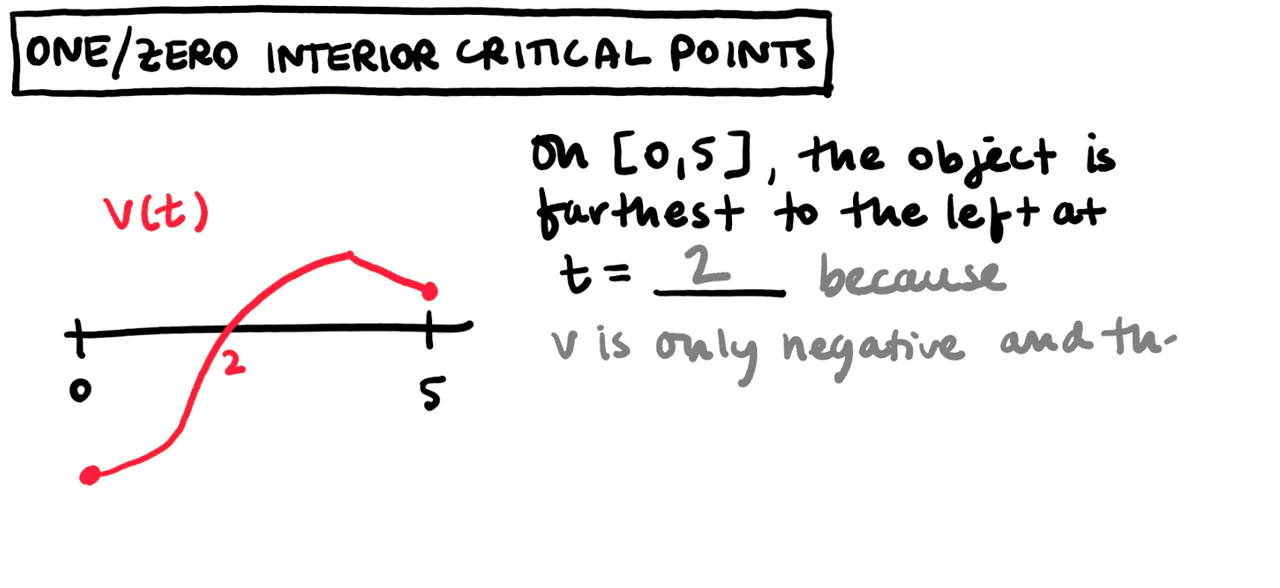 ONE/ZERO INTERIOR CRITICAL POINTS
on [0,5], the object is
farthest to the left at
t = 2 because
v is only negative and th
v(t)
2
0
5